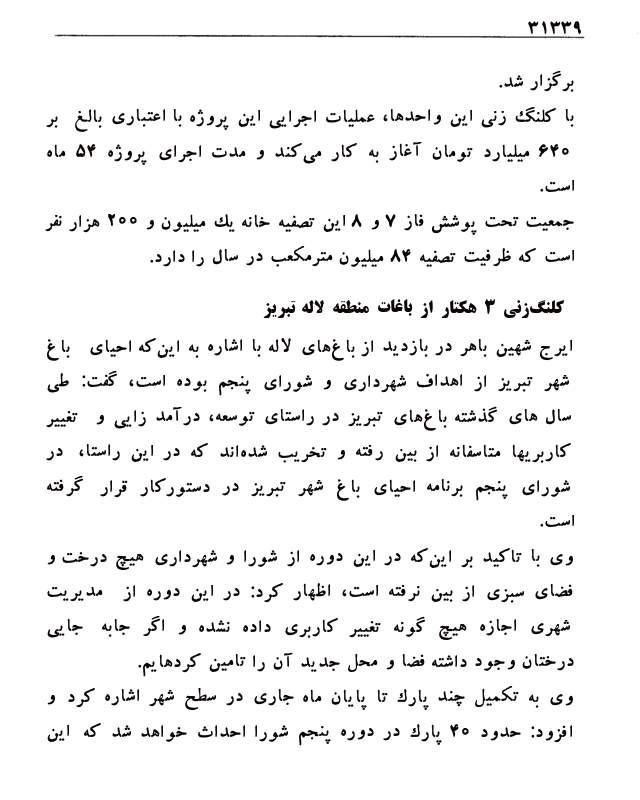 ۳۱۳۳۹
برگزار شد.
با کلنگ زنی این واحدها، عملیات اجرایی این پروژه با اعتباری بالغ بر
۶۴۰ میلیارد تومان آغاز به کار می‌کند و مدت اجرای پروژه ۵۴ ماه
است.
جمعیت تحت پوشش فاز ۷ و ۸ این تصفیه خانه یك میلیون و ۲۰۰ هزار نفر
است که ظرفیت تصفیه ۸۴ میلیون مترمکعب در سال را دارد.
کلنگ‌زنی ۳ هکتار از باغات منطقه لاله تبریز
ایرج شهین باهر در بازدید از باغ‌های لاله با اشاره به این‌که احیای باغ
شهر تبریز از اهداف شهرداری و شورای پنجم بوده است، گفت: طی
سال های گذشته باغ‌های تبریز در راستای توسعه، درآمد زایی و تغییر
کاربریها متاسفانه از بین رفته و تخریب شده‌اند که در این راستا، در
شورای پنجم برنامه احیای باغ شهر تبریز در دستورکار قرار گرفته
است.
وی با تاکید بر این‌که در این دوره از شورا و شهرداری هیچ درخت و
فضای سبزی از بین نرفته است، اظهار کرد: در این دوره از مدیریت
شهری اجازه هیچ گونه تغییر کاربری داده نشده و اگر جابه جایی
درختان وجود داشته فضا و محل جدید آن را تامین کردهایم.
وی به تکمیل چند پارك تا پایان ماه جاری در سطح شهر اشاره کرد و
افزود: حدود ۴۰ پارك در دوره پنجم شورا احداث خواهد شد که این